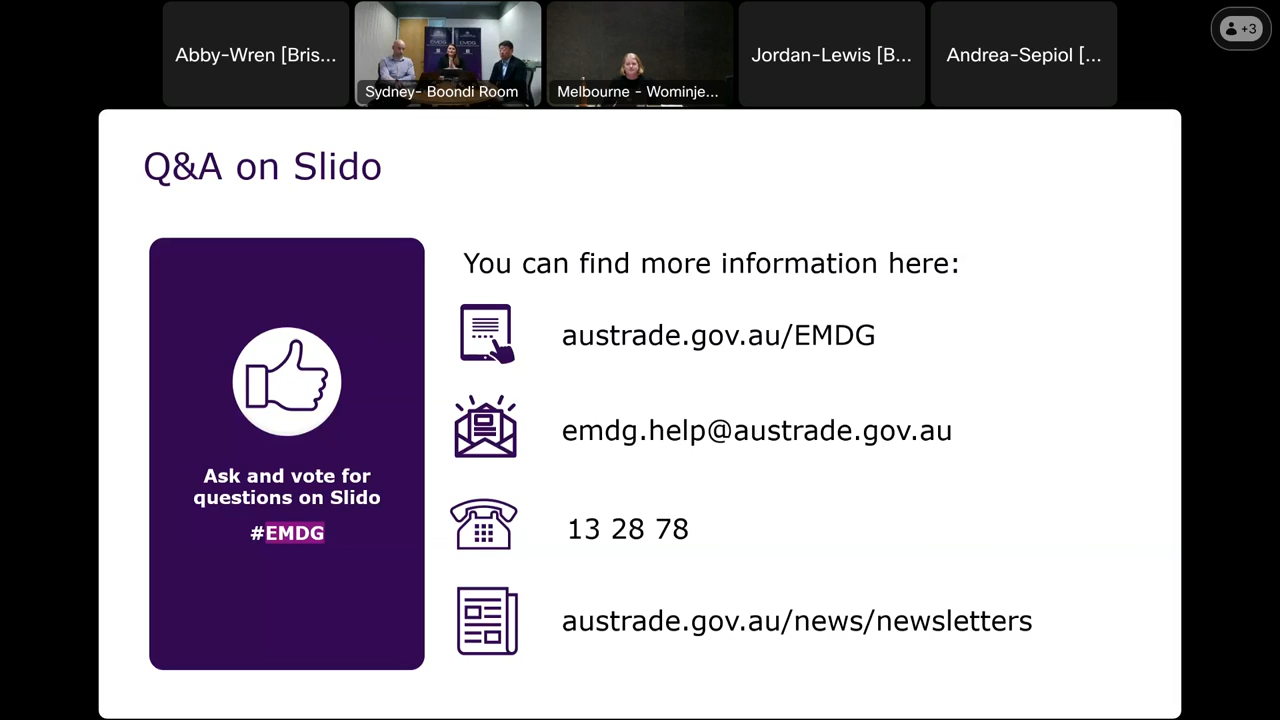 Abby-Wren [Bris...
Sydney- Boondi Room
Melbourne - Wominje...
Jordan-Lewis [B...
Andrea-Sepiol [...
+3
Q&A on Slido
Ask and vote for
questions on Slido
#EMDG
You can find more information here:
austrade.gov.au/EMDG
emdg.help@austrade.gov.au
13 28 78
austrade.gov.au/news/newsletters